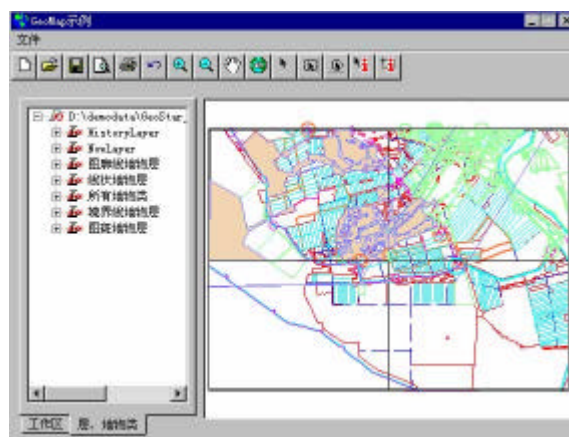 GeoMap示例
文件
D:\demodata\GeoStar_
HistoryLayer
NewLayer
图廓线地物层
线状地物层
所有地物类
境界线地物层
图斑地物层
工作区
层、地物类